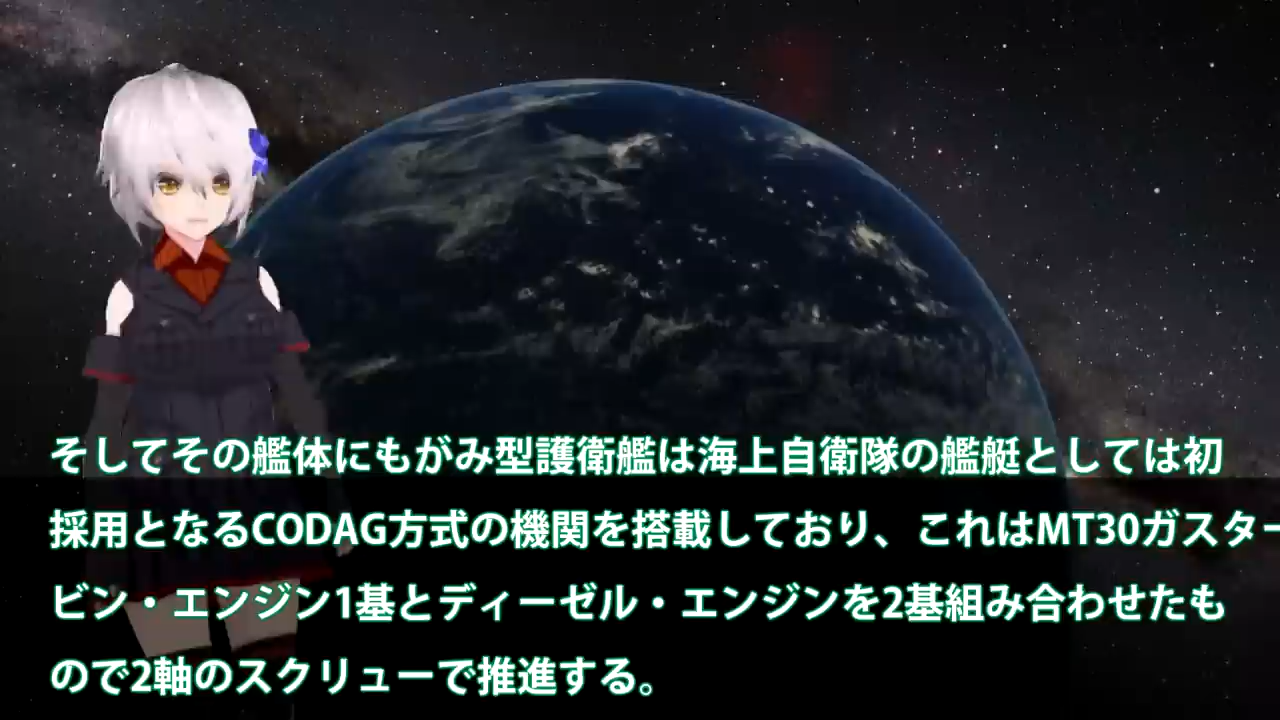 そしてその艦体にもがみ型護衛艦は海上自衛隊の艦艇としては初
採用となるCODAG方式の機関を搭載しており、これはMT30ガスター
ビン・エンジン1基とディーゼル・エンジンを2基組み合わせたも
ので2軸のスクリューで推進する。